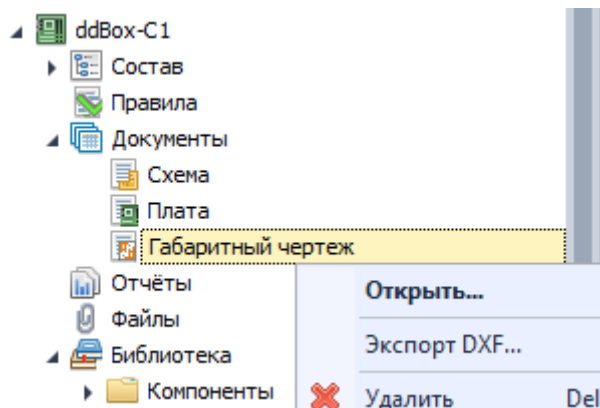 ddBox-C1
Состав
Правила
Документы
Схема
Плата
Габаритный чертеж
Отчёты
Файлы
Библиотека
Компоненты
Открыть...
Экспорт DXF...
Удалить Del